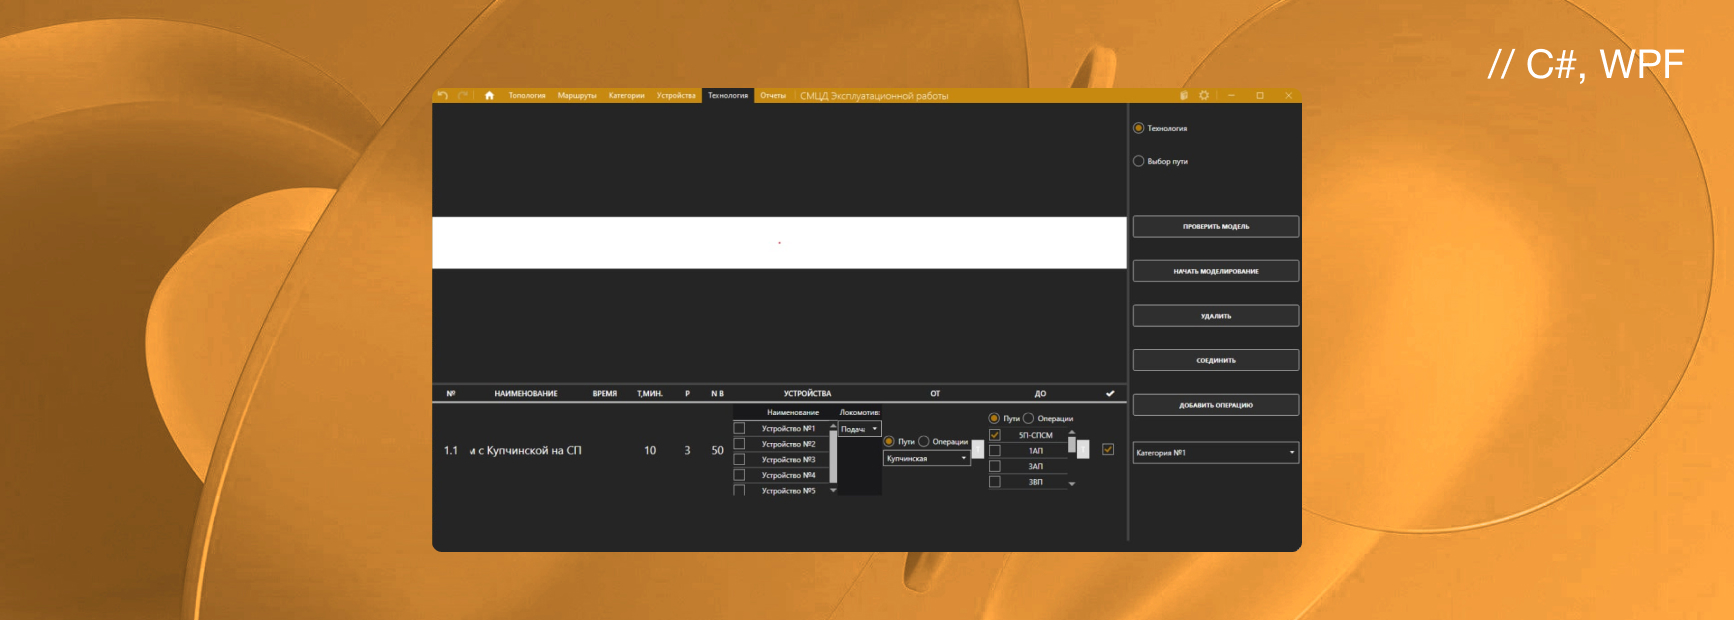 // C#, WPF
Топология Маршруты Категории Устройства Технология Отчеты СМЦД Эксплуатационной работы
Технология
Выбор пути
ПРОВЕРИТЬ МОДЕЛЬ
НАЧАТЬ МОДЕЛИРОВАНИЕ
УДАЛИТЬ
СОЕДИНИТЬ
ДОБАВИТЬ ОПЕРАЦИЮ
Категория №1
№ НАИМЕНОВАНИЕ ВРЕМЯ Т,МИН. Р N В УСТРОЙСТВА ОТ ДО
Наименование Локомотив:
Пути Операции
Устройство №1 Подач
5П-СПСМ
Устройство №2 Пути Операции
1.1 с Купчинской на СП 10 3 50
1АП
Устройство №3 Купчинская
3АП
Устройство №4
3ВП
Устройство №5